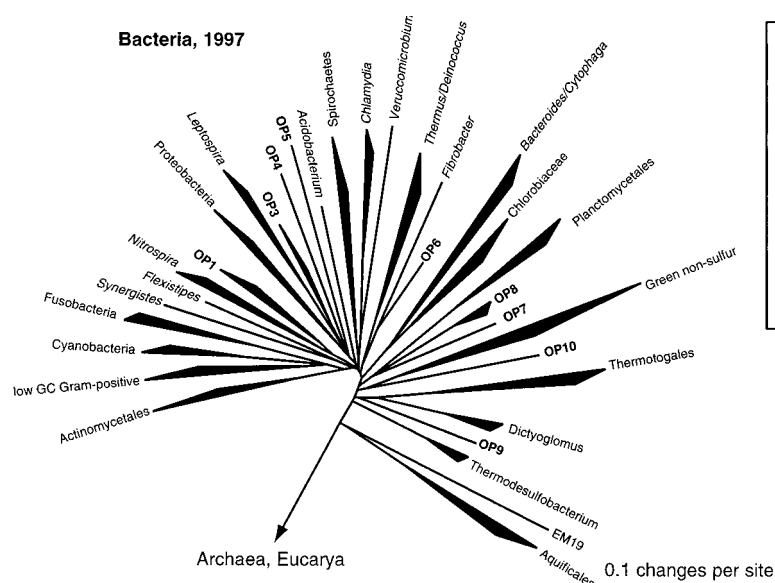 Bacteria, 1997
Actinomycetales
low GC Gram-positive
Cyanobacteria
Fusobacteria
Synergistes
Flexistipes
Nitrospira
OP1
Proteobacteria
Leptospira
OP3
OP4
OP5
Acidobacterium
Spirochaetes
Chlamydia
Veruccomicrobium
Thermus/Deinococcus
Fibrobacter
OP6
Bacteroides/Cytophaga
Chlorobiaceae
Planctomycetales
OP8
OP7
Green non-sulfur
OP10
Thermotogales
Dictyoglomus
OP9
Thermodesulfobacterium
EM19
Aquificales
Archaea, Eucarya
0.1 changes per site